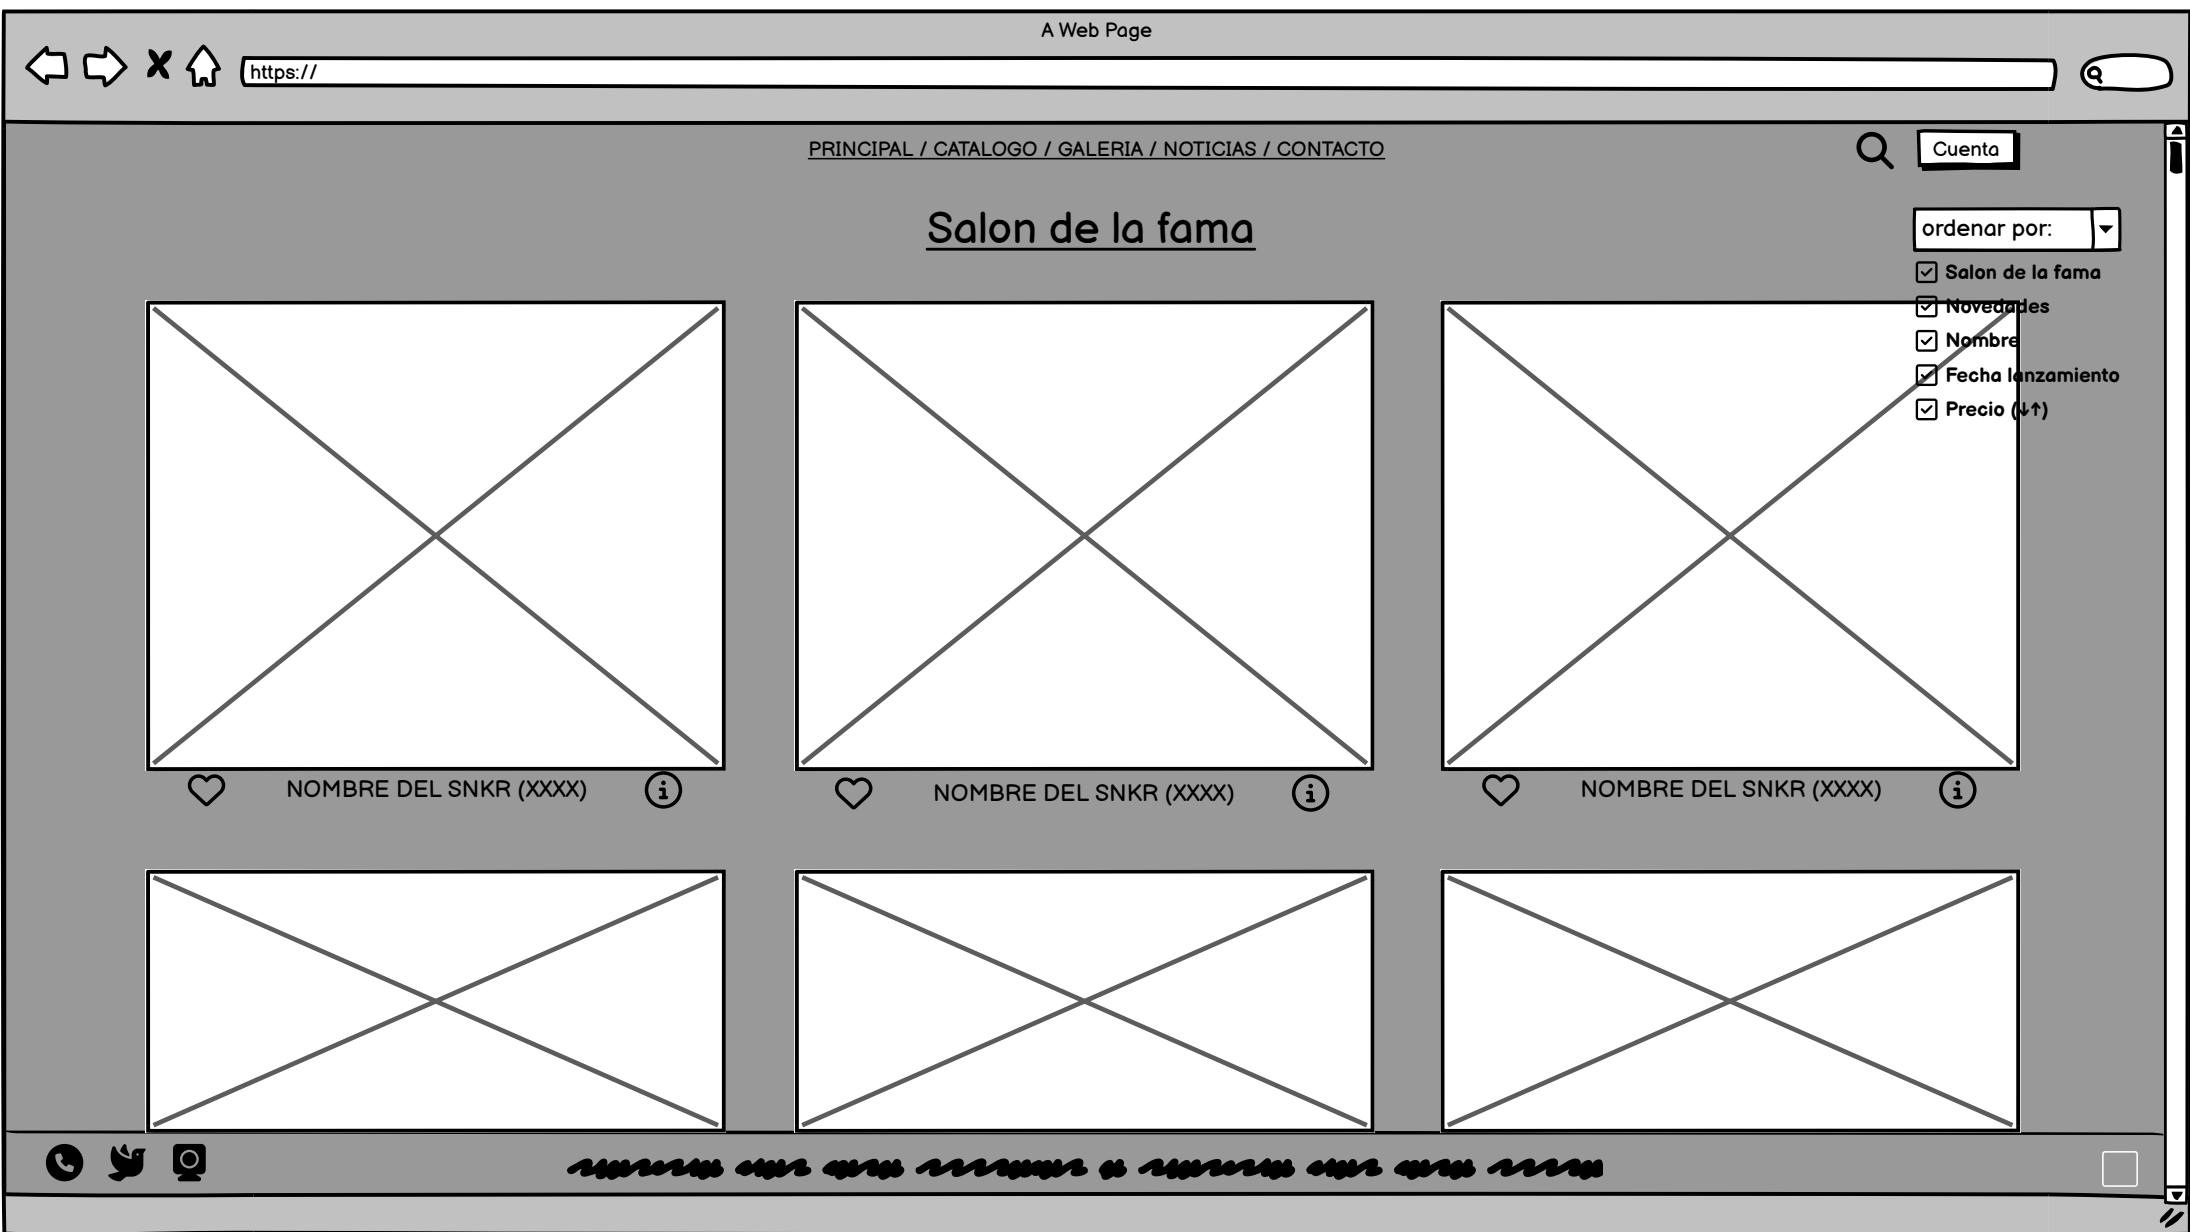 A Web Page
https://
PRINCIPAL / CATALOGO / GALERIA / NOTICIAS / CONTACTO
Cuenta
Salon de la fama
ordenar por:
Salon de la fama
Novedades
Nombre
Fecha lanzamiento
Precio (↓↑)
NOMBRE DEL SNKR (XXXX)
NOMBRE DEL SNKR (XXXX)
NOMBRE DEL SNKR (XXXX)